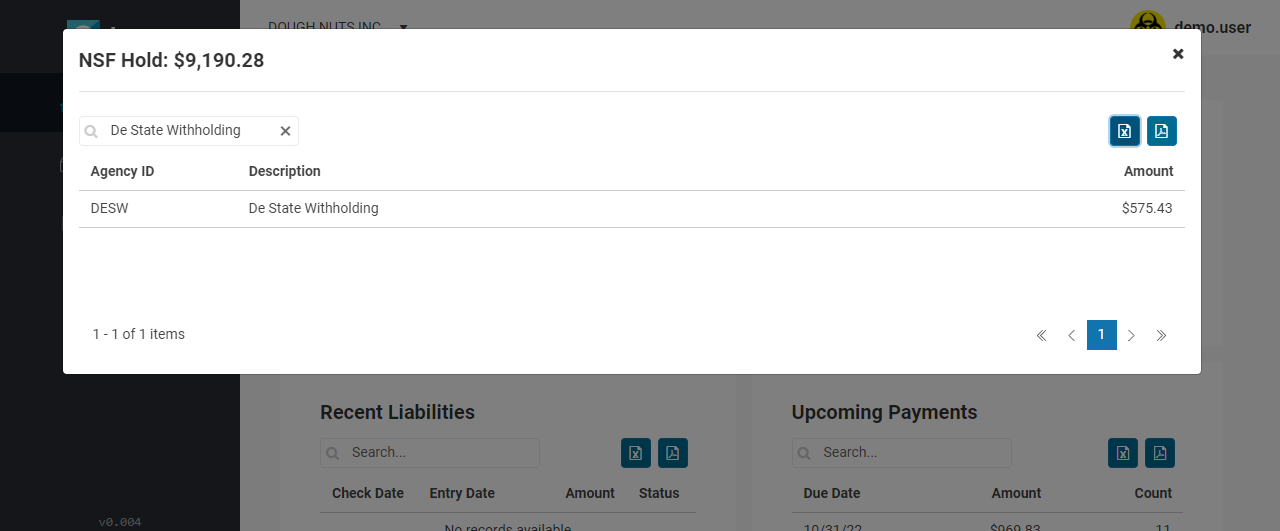 DOUGH NUTS INC
demo.user
NSF Hold: $9,190.28
De State Withholding
Agency ID Description Amount
DESW De State Withholding $575.43
1 - 1 of 1 items
1
Recent Liabilities Upcoming Payments
Search... Search...
Check Date Entry Date Amount Status Due Date Amount Count
No records available 10/31/22 $969.83 11
v0.004